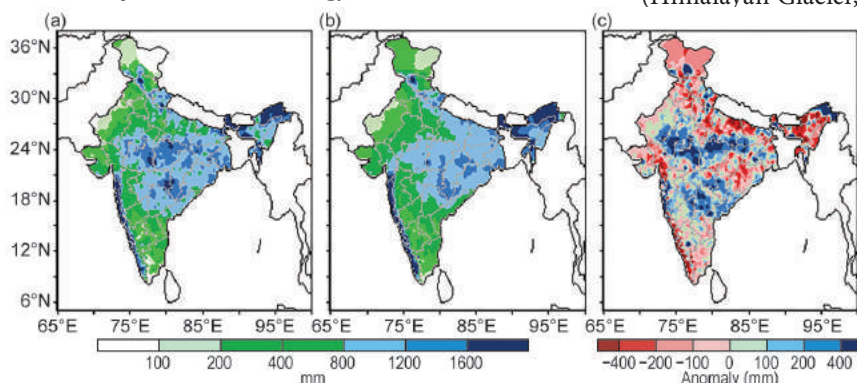 (Himalayan Glacier,
(a) (b) (c)
36°N
30°N
24°N
18°N
12°N
6°N
65°E 75°E 85°E 95°E 65°E 75°E 85°E 95°E 65°E 75°E 85°E 95°E
100 200 400 800 1200 1600 −400 −200 −100 0 100 200 400
mm Anomaly (mm)